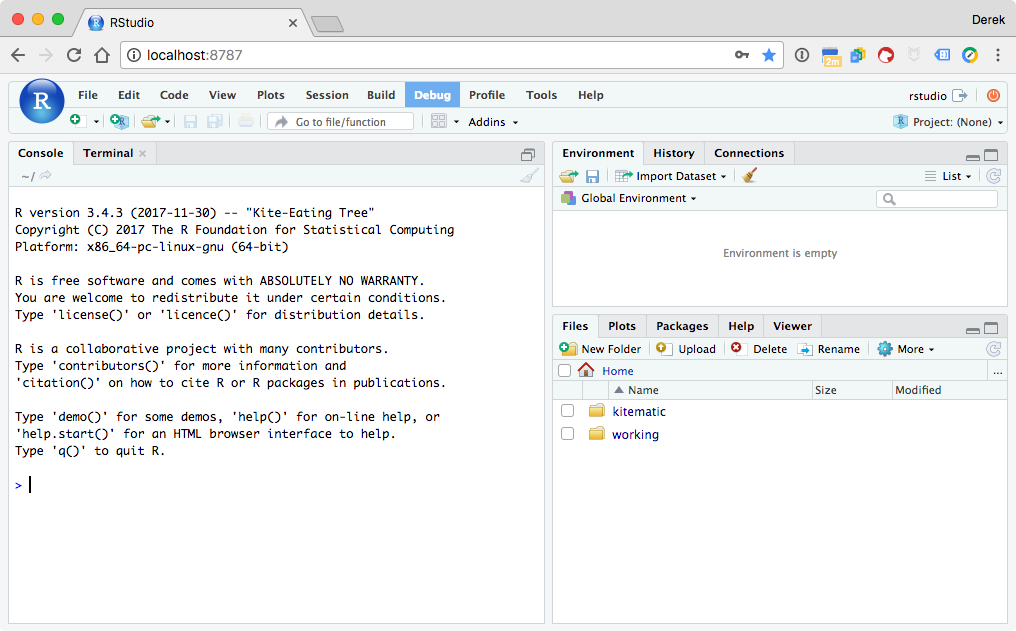 RStudio
Derek
localhost:8787
2m
R
File Edit Code View Plots Session Build Debug Profile Tools Help
rstudio
Go to file/function
Addins
Project: (None)
Console Terminal
~/
R version 3.4.3 (2017-11-30) -- "Kite-Eating Tree"
Copyright (C) 2017 The R Foundation for Statistical Computing
Platform: x86_64-pc-linux-gnu (64-bit)
R is free software and comes with ABSOLUTELY NO WARRANTY.
You are welcome to redistribute it under certain conditions.
Type 'license()' or 'licence()' for distribution details.
R is a collaborative project with many contributors.
Type 'contributors()' for more information and
'citation()' on how to cite R or R packages in publications.
Type 'demo()' for some demos, 'help()' for on-line help, or
'help.start()' for an HTML browser interface to help.
Type 'q()' to quit R.
>
Environment History Connections
Import Dataset
List
Global Environment
Environment is empty
Files Plots Packages Help Viewer
New Folder Upload Delete Rename More
Home
...
Name Size Modified
kitematic
working